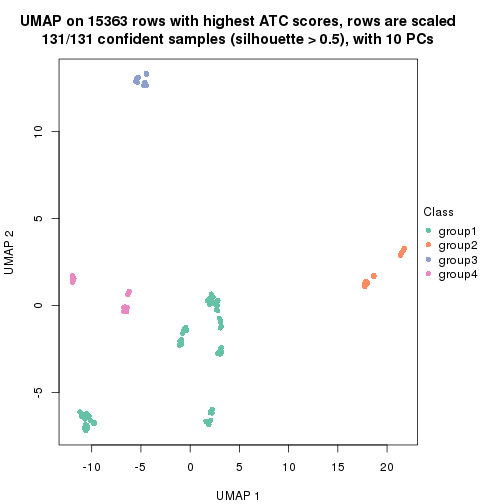 UMAP on 15363 rows with highest ATC scores, rows are scaled
131/131 confident samples (silhouette > 0.5), with 10 PCs
10
5
0
-5
UMAP 2
-10
-5
0
5
10
15
20
UMAP 1
Class
group1
group2
group3
group4